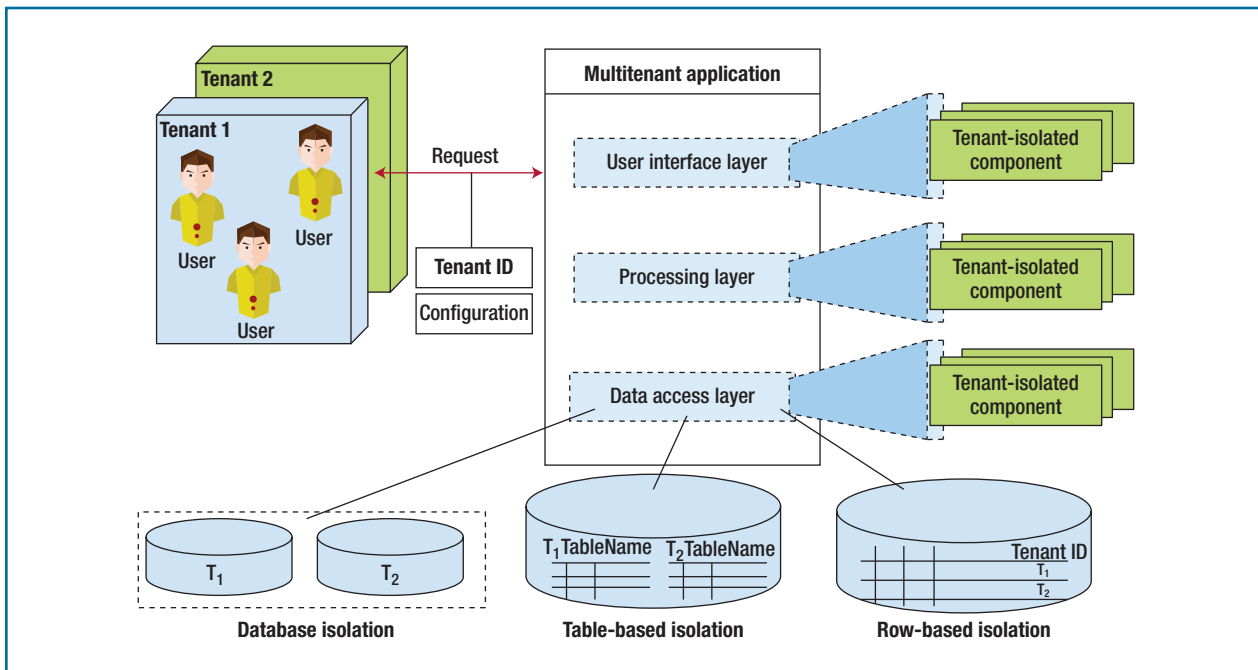 Tenant 2
Tenant 1
User
User
User
Request
Tenant ID
Configuration
Multitenant application
User interface layer
Processing layer
Data access layer
Tenant-isolated
component
Tenant-isolated
component
Tenant-isolated
component
T₁
T₂
Database isolation
T₁TableName
T₂TableName
Table-based isolation
Tenant ID
T₁
T₂
Row-based isolation